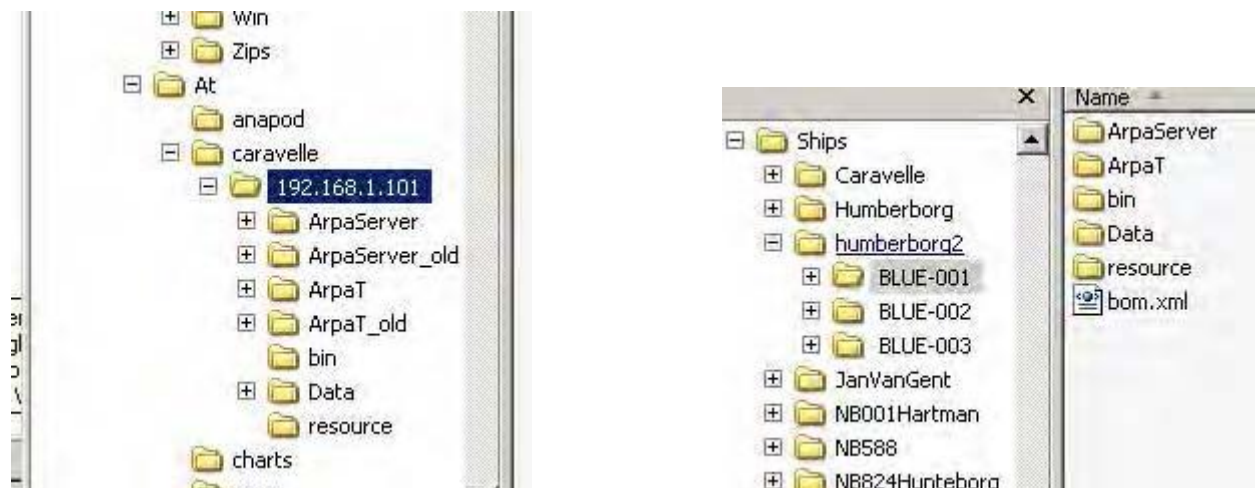 Win
Zips
At
anapod
caravelle
192.168.1.101
ArpaServer
ArpaServer_old
ArpaT
ArpaT_old
bin
Data
resource
charts
Ships
Caravelle
Humberborg
humberborg2
BLUE-001
BLUE-002
BLUE-003
JanVanGent
NB001Hartman
NB588
NB824Hunteborg
Name
ArpaServer
ArpaT
bin
Data
resource
bom.xml